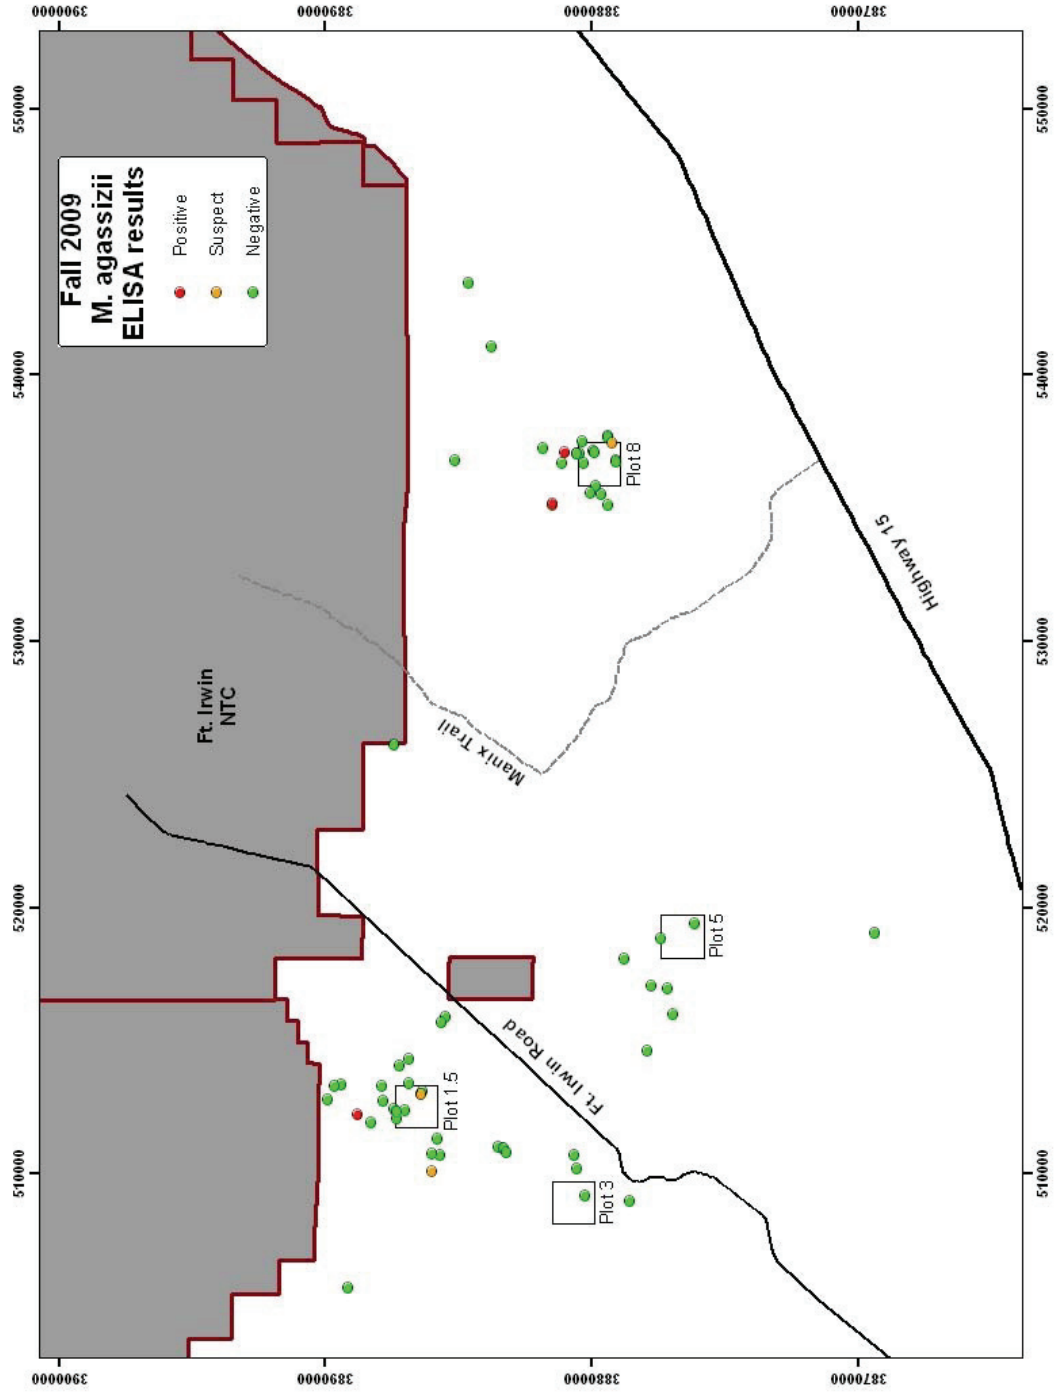 Fall 2009
M. agassizii
ELISA results
Positive
Suspect
Negative
510000
520000
530000
540000
550000
3900000
3890000
3880000
3870000
Ft. Irwin
NTC
Manix Trail
Ft. Irwin Road
Highway 15
Plot 1.5
Plot 3
Plot 5
Plot 8
3900000
3890000
3880000
3870000
510000
520000
530000
540000
550000